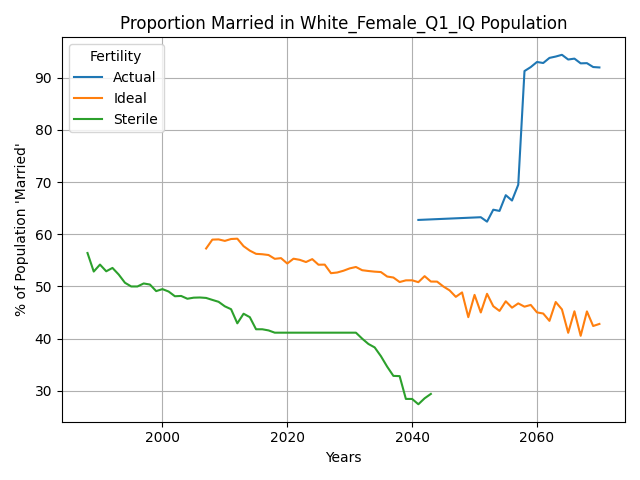 Proportion Married in White_Female_Q1_IQ Population
Fertility
Actual
Ideal
Sterile
% of Population 'Married'
90
80
70
60
50
40
30
2000
2020
2040
2060
Years